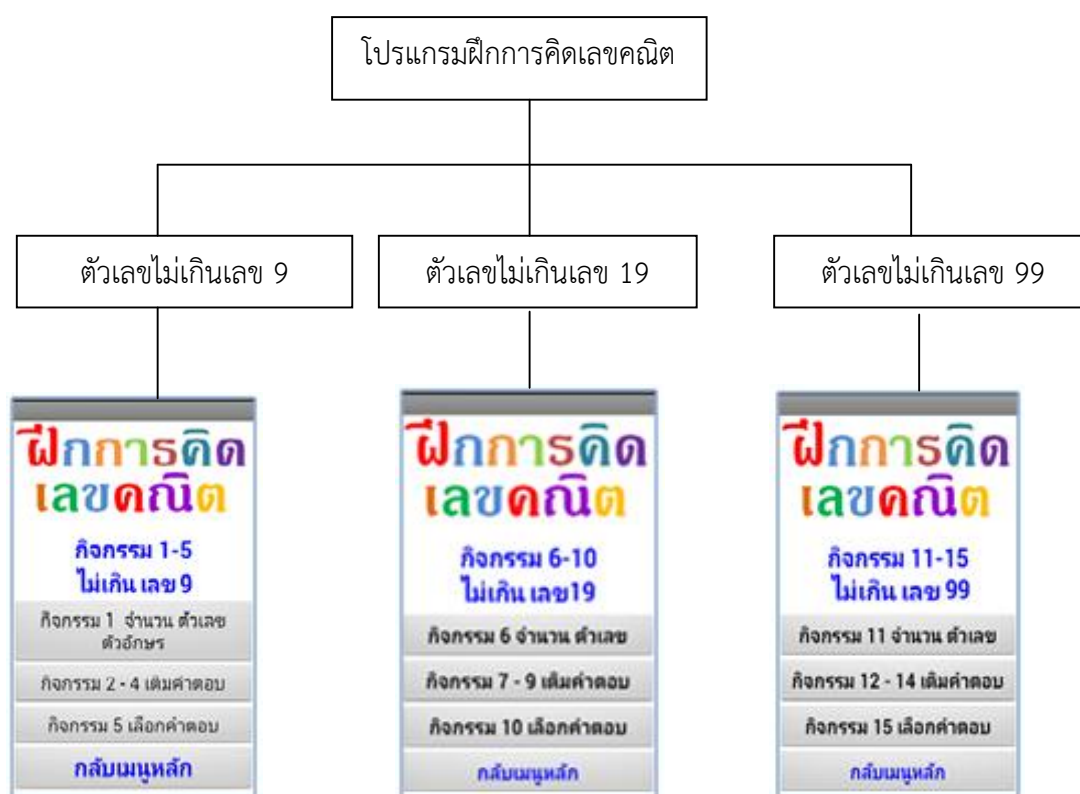 โปรแกรมฝึกการคิดเลขคณิต
ตัวเลขไม่เกินเลข 9
ตัวเลขไม่เกินเลข 19
ตัวเลขไม่เกินเลข 99
ฝึกการคิด
เลขคณิต
กิจกรรม 1-5
ไม่เกิน เลข 9
กิจกรรม 1 จำนวน ตัวเลข
ตัวอักษร
กิจกรรม 2 - 4 เติมคำตอบ
กิจกรรม 5 เลือกคำตอบ
กลับเมนูหลัก
ฝึกการคิด
เลขคณิต
กิจกรรม 6-10
ไม่เกิน เลข19
กิจกรรม 6 จำนวน ตัวเลข
กิจกรรม 7 - 9 เติมคำตอบ
กิจกรรม 10 เลือกคำตอบ
กลับเมนูหลัก
ฝึกการคิด
เลขคณิต
กิจกรรม 11-15
ไม่เกิน เลข 99
กิจกรรม 11 จำนวน ตัวเลข
กิจกรรม 12 - 14 เติมคำตอบ
กิจกรรม 15 เลือกคำตอบ
กลับเมนูหลัก